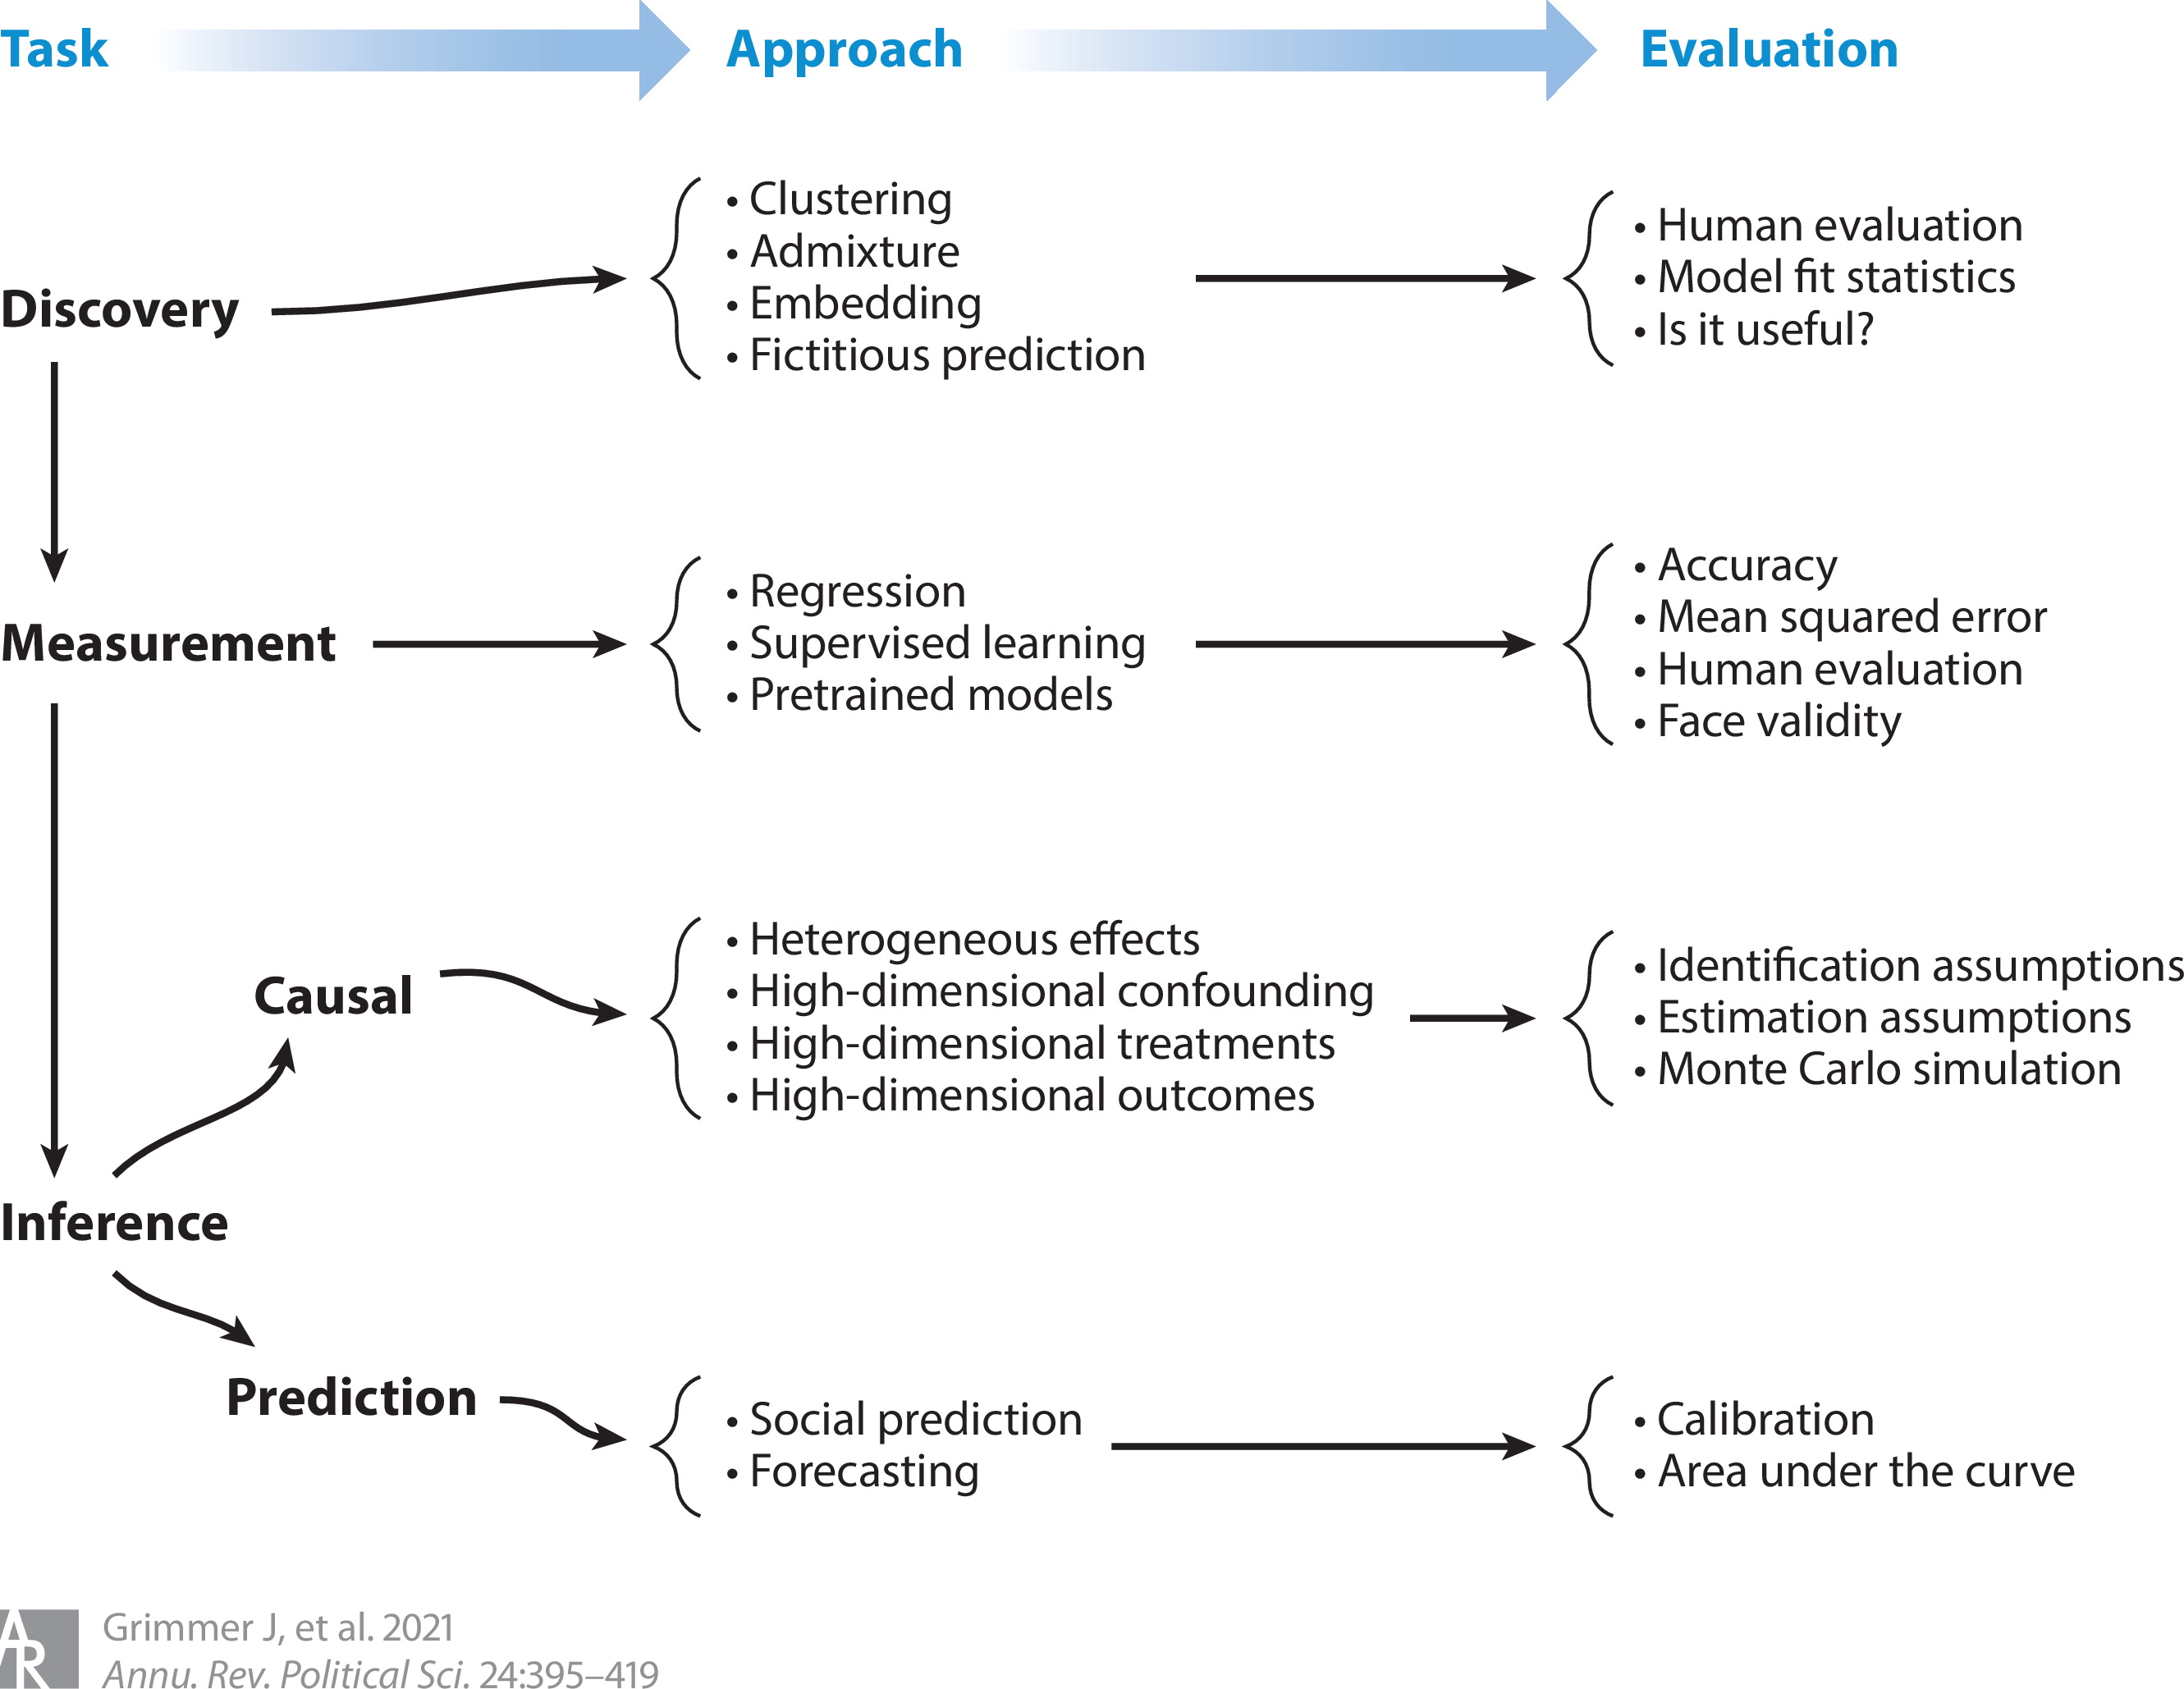 Task
Approach
Evaluation
Discovery
• Clustering
• Admixture
• Embedding
• Fictitious prediction
• Human evaluation
• Model fit statistics
• Is it useful?
Measurement
• Regression
• Supervised learning
• Pretrained models
• Accuracy
• Mean squared error
• Human evaluation
• Face validity
Inference
Causal
• Heterogeneous effects
• High-dimensional confounding
• High-dimensional treatments
• High-dimensional outcomes
• Identification assumptions
• Estimation assumptions
• Monte Carlo simulation
Prediction
• Social prediction
• Forecasting
• Calibration
• Area under the curve
AR
Grimmer J, et al. 2021
Annu. Rev. Political Sci. 24:395–419